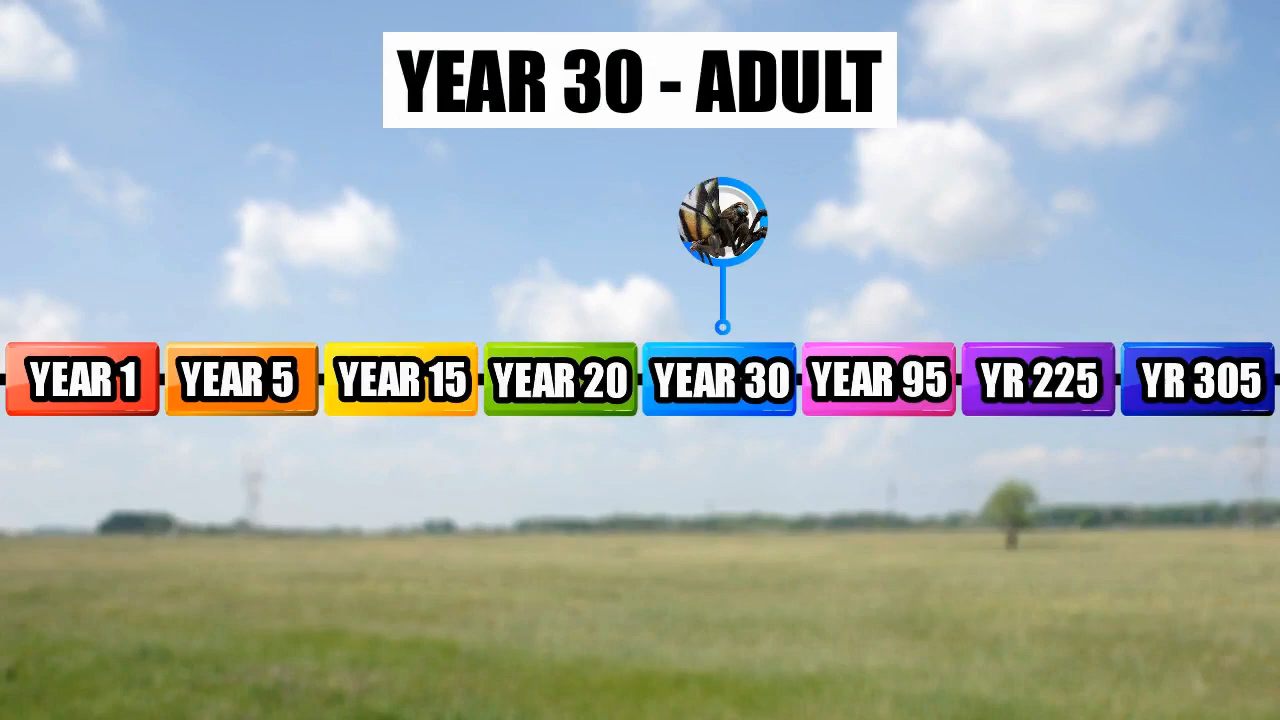 YEAR 30 - ADULT
YEAR 1
YEAR 5
YEAR 15
YEAR 20
YEAR 30
YEAR 95
YR 225
YR 305